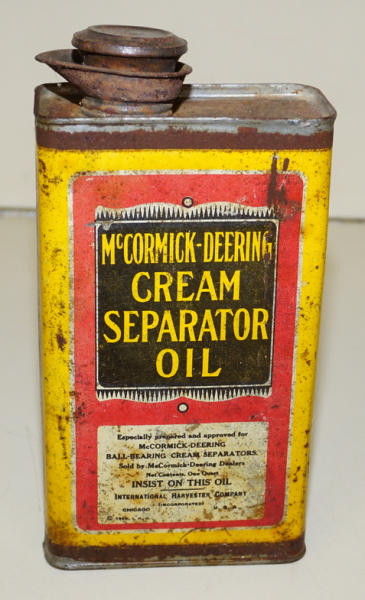 McCORMICK-DEERING
CREAM
SEPARATOR
OIL
Especially prepared and approved for
McCORMICK-DEERING
BALL-BEARING CREAM SEPARATORS.
Sold by McCormick-Deering Dealers
Net Contents, One Quart
INSIST ON THIS OIL
INTERNATIONAL HARVESTER COMPANY
(INCORPORATED)
CHICAGO U. S. A.
©